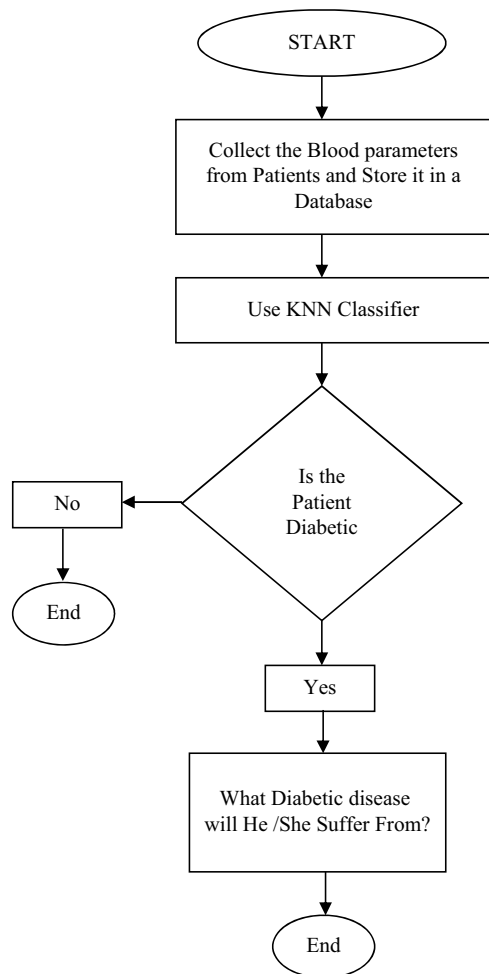 START
Collect the Blood parameters
from Patients and Store it in a
Database
Use KNN Classifier
Is the
Patient
Diabetic
No
End
Yes
What Diabetic disease
will He /She Suffer From?
End